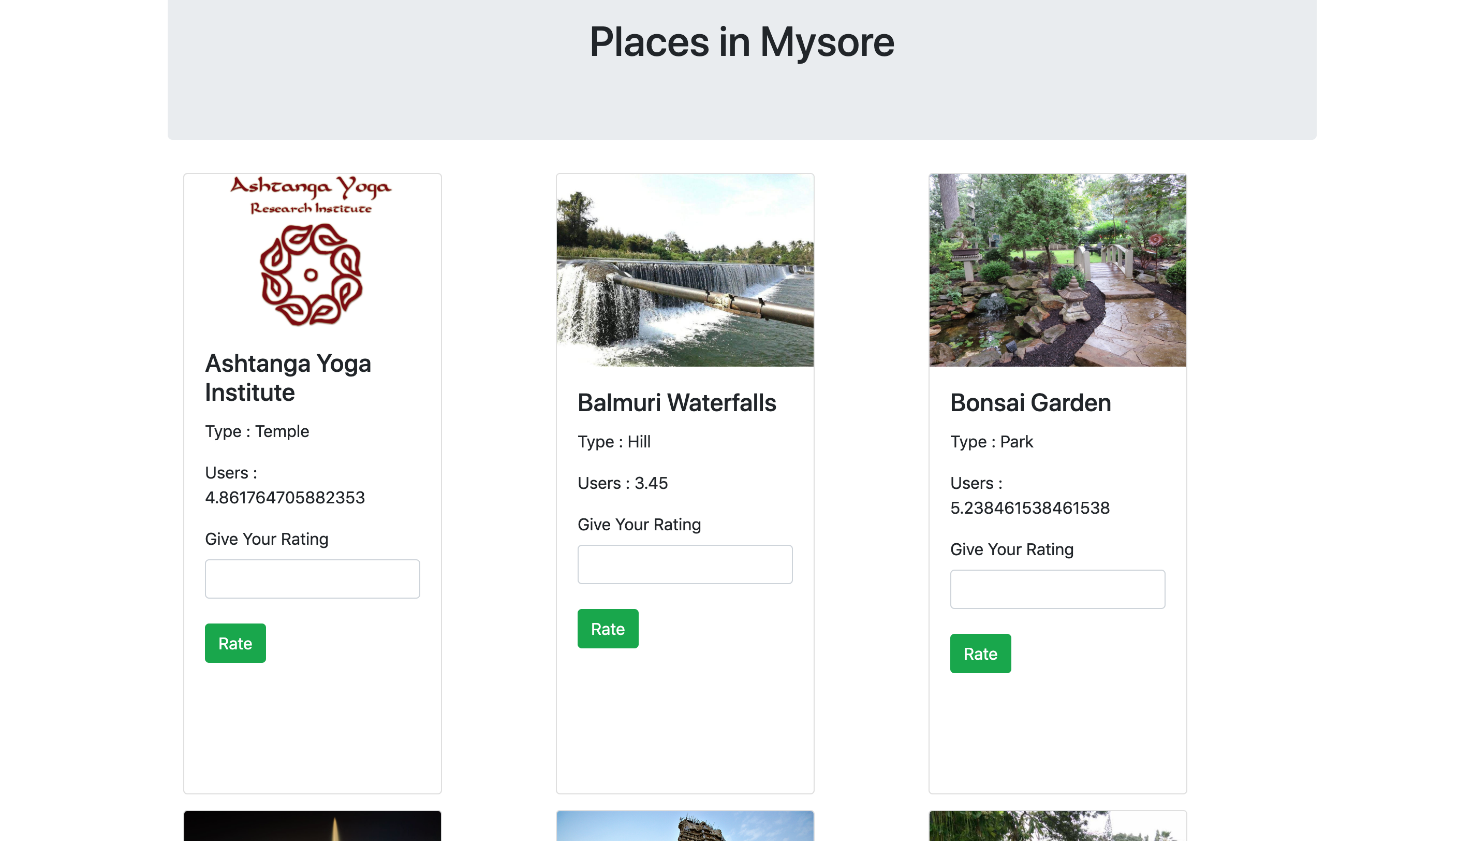 Places in Mysore
Ashtanga Yoga
Research Institute
Ashtanga Yoga
Institute
Type : Temple
Users :
4.861764705882353
Give Your Rating
Rate
Balmuri Waterfalls
Type : Hill
Users : 3.45
Give Your Rating
Rate
Bonsai Garden
Type : Park
Users :
5.238461538461538
Give Your Rating
Rate